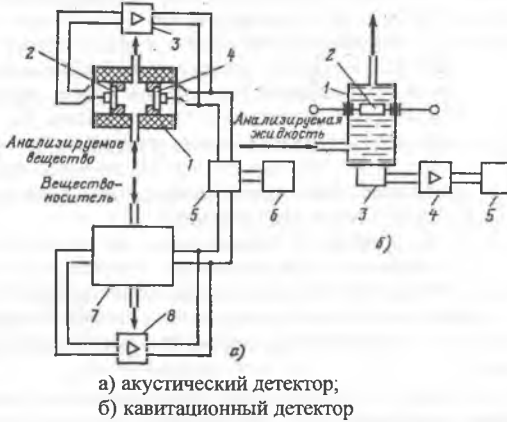 3
2
4
2
1
Анализируемое
вещество
1
Вещество-
носитель
Анализируемая
жидкость
5
6
3
4
5
7
8
а)
б)
а) акустический детектор;
б) кавитационный детектор